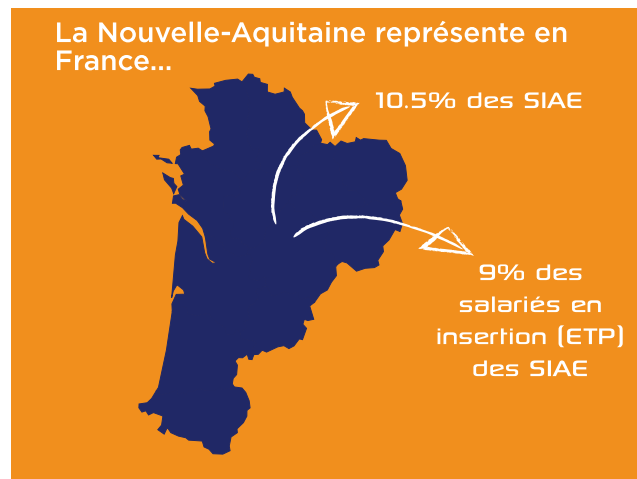 La Nouvelle-Aquitaine représente en
France...
10.5% des SIAE
9% des
salariés en
insertion (ETP)
des SIAE